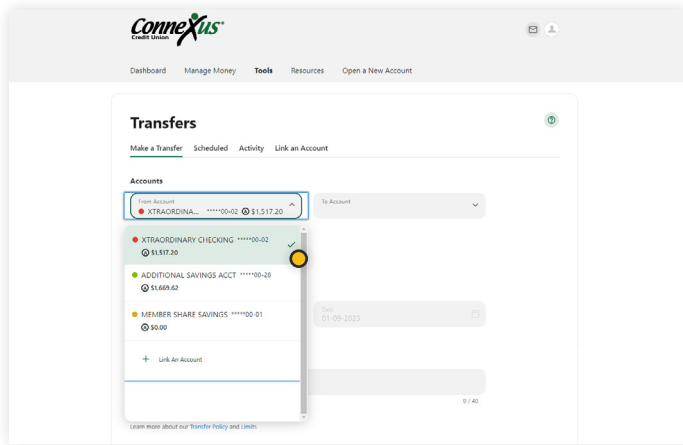 Connexus®
Credit Union
Dashboard Manage Money Tools Resources Open a New Account
Transfers
Make a Transfer Scheduled Activity Link an Account
Accounts
From Account
XTRAORDINA... *****00-02 A $1,517.20
To Account
XTRAORDINARY CHECKING *****00-02
A $1,517.20
ADDITIONAL SAVINGS ACCT *****00-20
A $1,669.62
MEMBER SHARE SAVINGS *****00-01
A $0.00
+ Link An Account
Date
01-09-2023
0 / 40
Learn more about our Transfer Policy and Limits